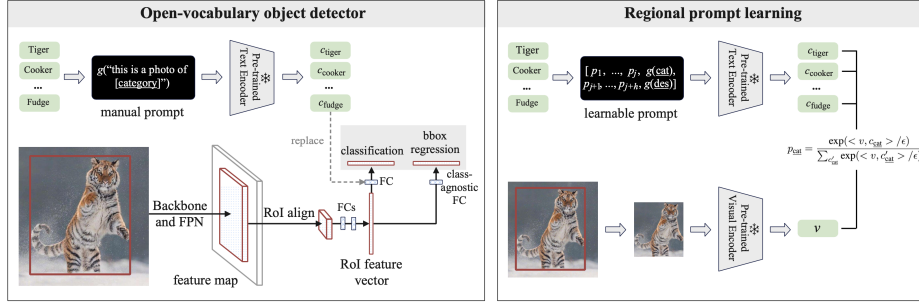 Open-vocabulary object detector
Tiger
Cooker
...
Fudge
g("this is a photo of
[category]")
manual prompt
Pre-trained
Text Encoder
c_tiger
c_cooker
...
c_fudge
replace
classification
bbox
regression
FC
class-
agnostic
FC
Backbone
and FPN
feature map
RoI align
FCs
RoI feature
vector
Regional prompt learning
Tiger
Cooker
...
Fudge
[ p_1, ..., p_j, g(cat),
p_{j+1}, ..., p_{j+h}, g(des)]
learnable prompt
Pre-trained
Text Encoder
c_tiger
c_cooker
...
c_fudge
p_cat = exp(< v, c_cat > /ϵ) / ∑_{c'_cat} exp(< v, c'_cat > /ϵ)
Pre-trained
Visual Encoder
v